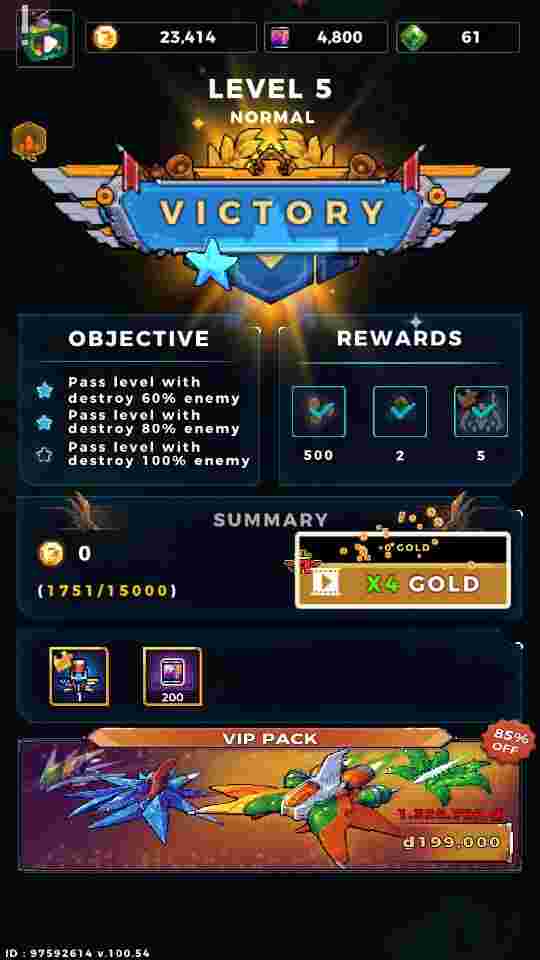 23,414
4,800
61
LEVEL 5
NORMAL
VICTORY
OBJECTIVE
Pass level with
destroy 60% enemy
Pass level with
destroy 80% enemy
Pass level with
destroy 100% enemy
REWARDS
500
2
5
SUMMARY
0
(1751/15000)
+0 GOLD
X4 GOLD
1
200
VIP PACK
85%
OFF
đ199,000
ID : 97592614 v.100.54